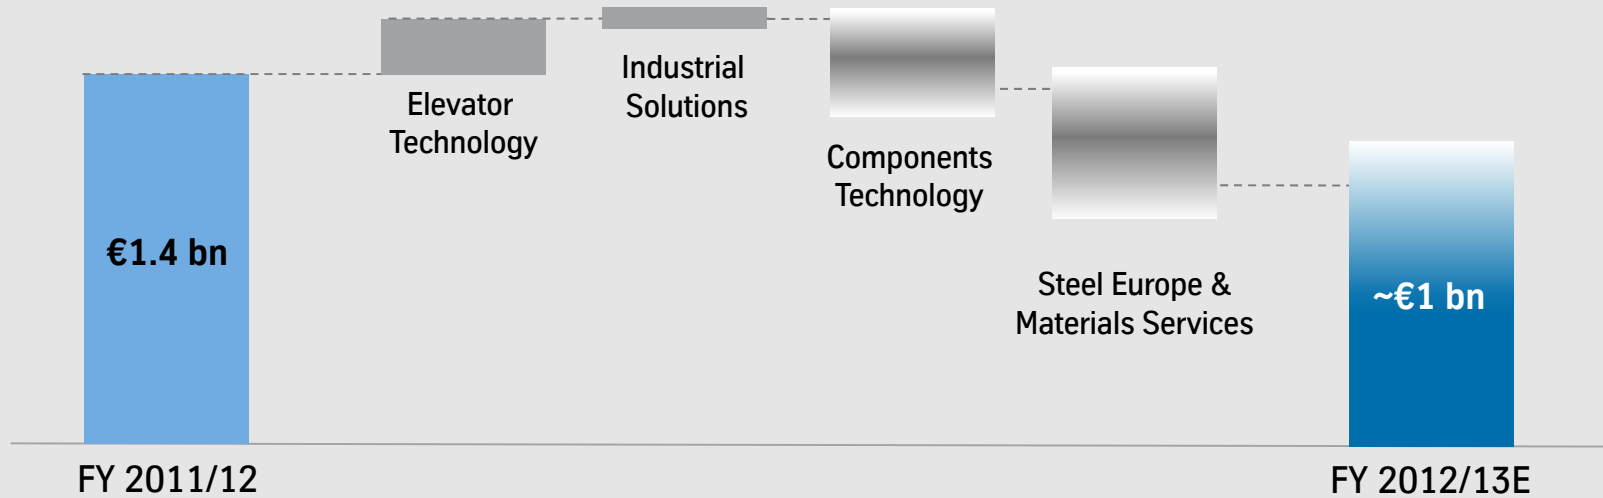 €1.4 bn
Elevator
Technology
Industrial
Solutions
Components
Technology
Steel Europe &
Materials Services
~€1 bn
FY 2011/12
FY 2012/13E